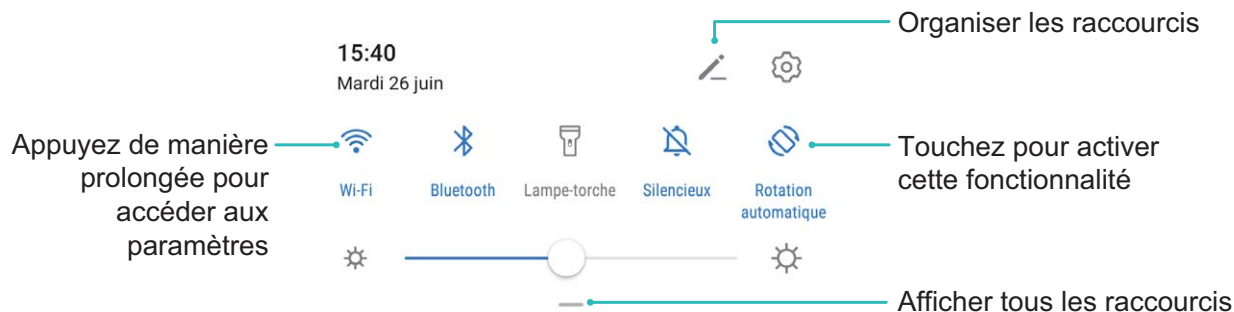 Organiser les raccourcis
15:40
Mardi 26 juin
Appuyez de manière
prolongée pour
accéder aux
paramètres
Touchez pour activer
cette fonctionnalité
Wi-Fi
Bluetooth
Lampe-torche
Silencieux
Rotation
automatique
Afficher tous les raccourcis